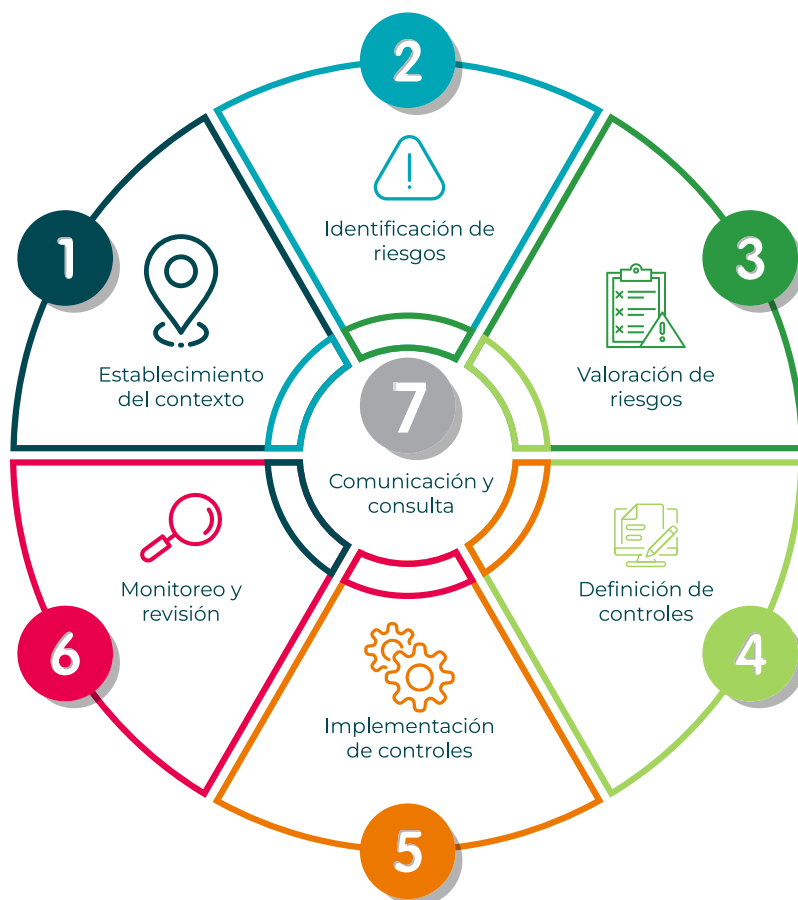 1
Establecimiento
del contexto
2
Identificación de
riesgos
3
Valoración de
riesgos
4
Definición de
controles
5
Implementación
de controles
6
Monitoreo y
revisión
7
Comunicación y
consulta